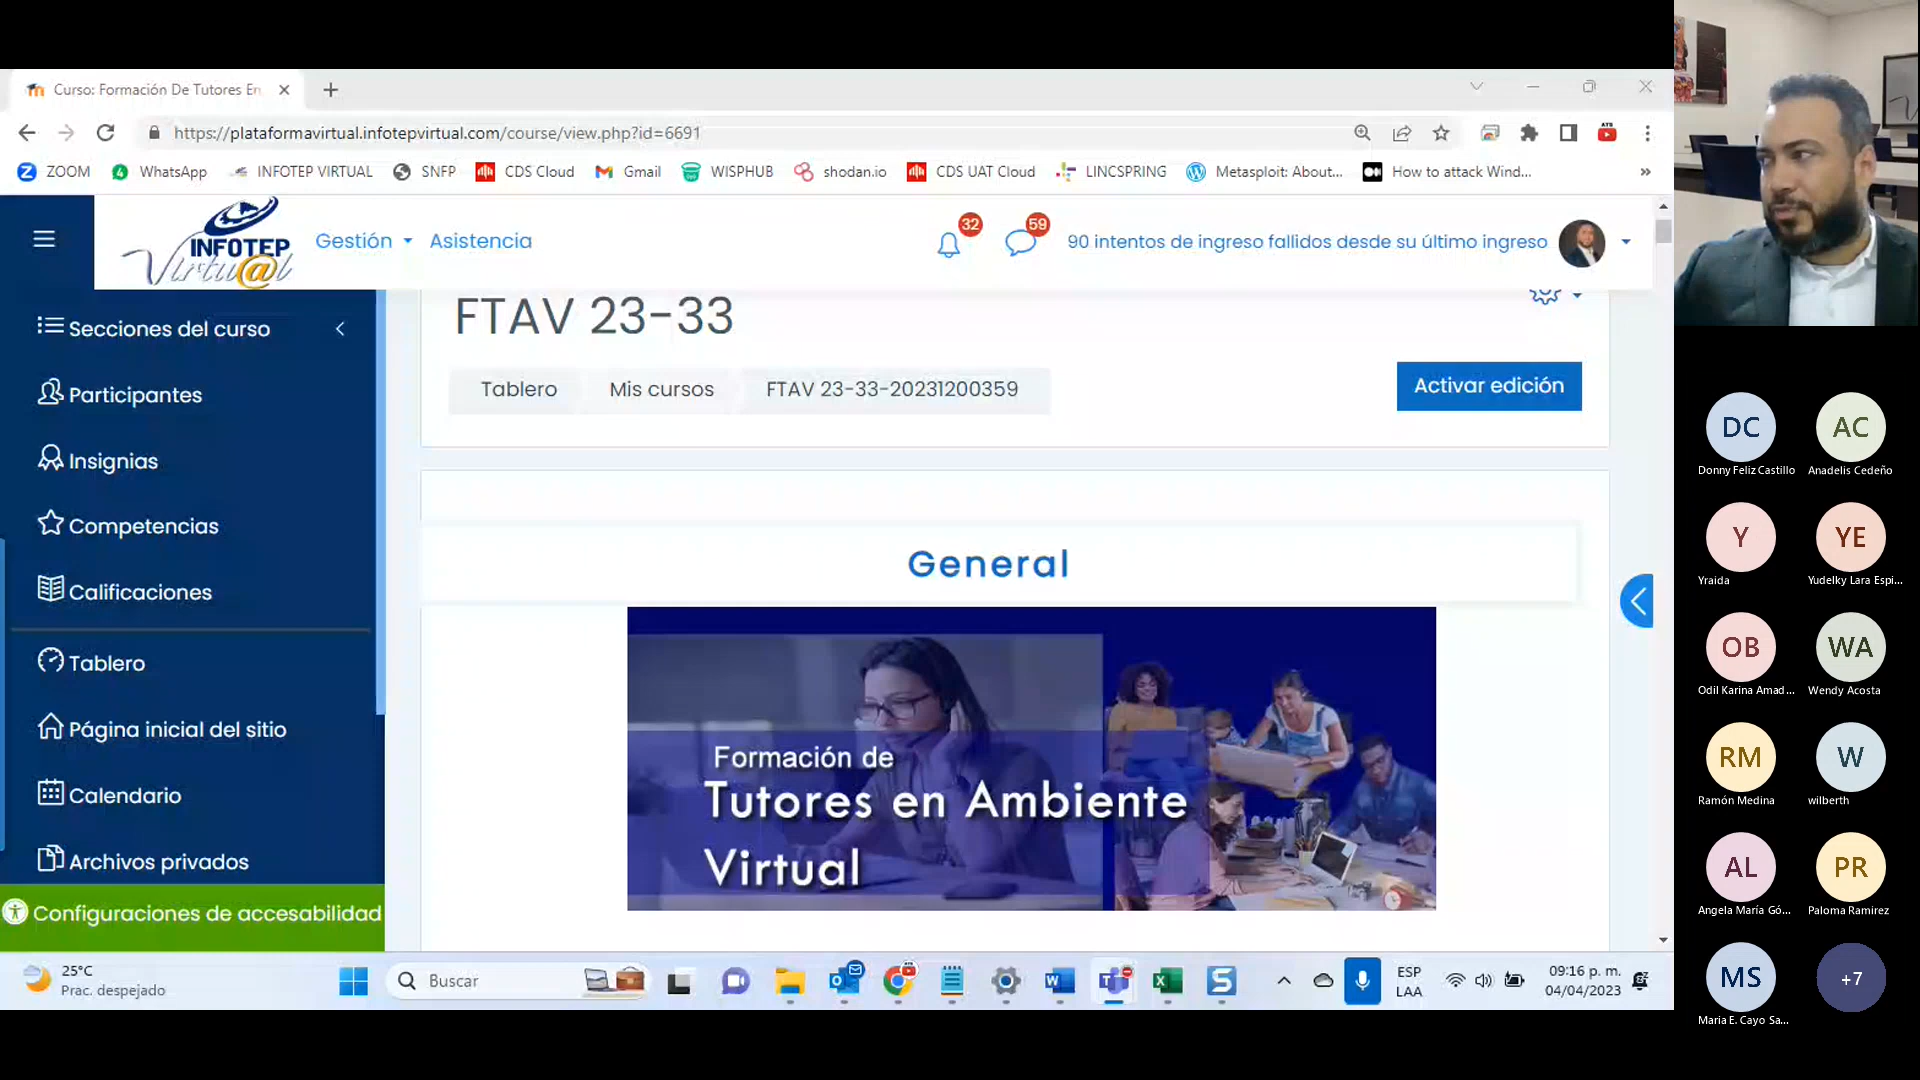 Curso: Formación De Tutores En
https://plataformavirtual.infotepvirtual.com/course/view.php?id=6691
ZOOM
WhatsApp
INFOTEP VIRTUAL
SNFP
CDS Cloud
Gmail
WISPHUB
shodan.io
CDS UAT Cloud
LINCSPRING
Metasploit: About...
How to attack Wind...
»
INFOTEP
Virtu@l
Gestión
Asistencia
32
59
90 intentos de ingreso fallidos desde su último ingreso
FTAV 23-33
Tablero
Mis cursos
FTAV 23-33-20231200359
Activar edición
Secciones del curso
Participantes
Insignias
Competencias
Calificaciones
Tablero
Página inicial del sitio
Calendario
Archivos privados
Configuraciones de accesabilidad
General
Formación de
Tutores en Ambiente
Virtual
25°C
Prac. despejado
Buscar
ESP
LAA
09:16 p. m.
04/04/2023
DC
Donny Feliz Castillo
AC
Anadelis Cedeño
Y
Yraida
YE
Yudelky Lara Espi...
OB
Odil Karina Amad...
WA
Wendy Acosta
RM
Ramón Medina
W
wilberth
AL
Angela María Gó...
PR
Paloma Ramirez
MS
Maria E. Cayo Sa...
+7